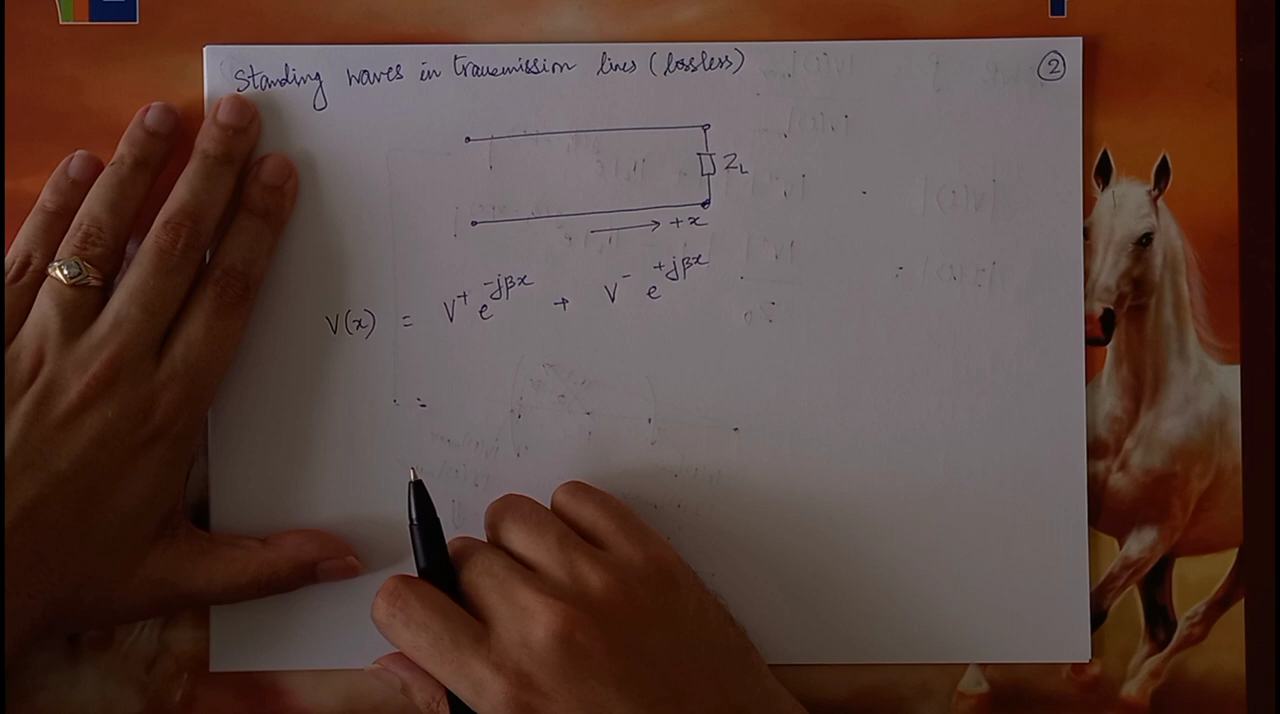 Standing waves in transmission lines (lossless)
2
ZL
+x
V(x) = V⁺ e^-jβx + V⁻ e^+jβx
=